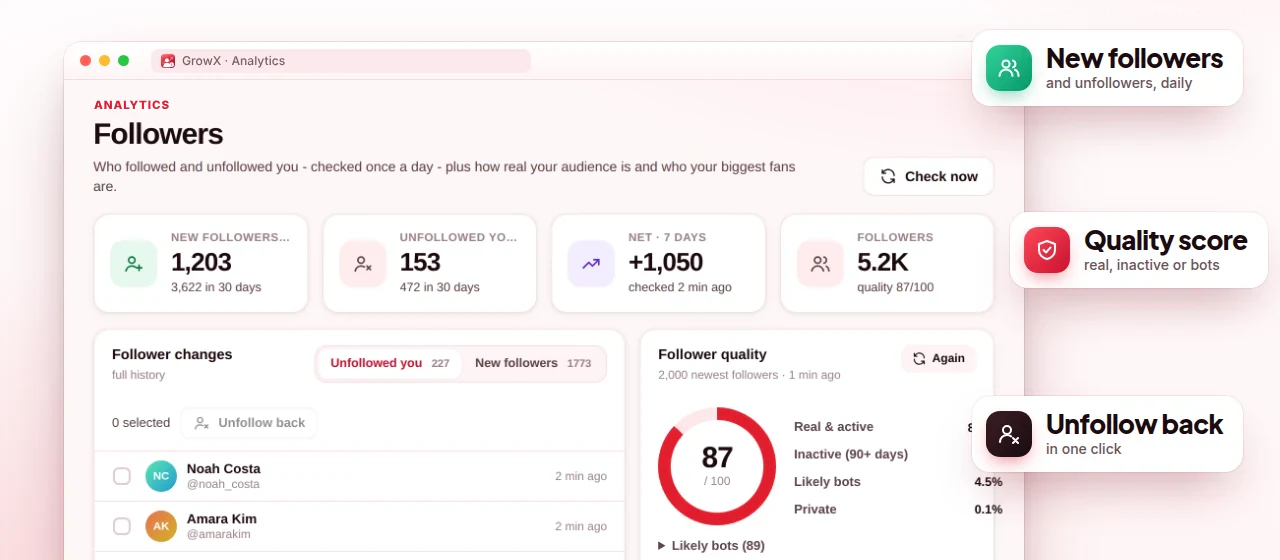 GrowX · Analytics
New followers
and unfollowers, daily
ANALYTICS
Followers
Who followed and unfollowed you - checked once a day - plus how real your audience is and who your biggest fans
are.
Check now
NEW FOLLOWERS...
1,203
3,622 in 30 days
UNFOLLOWED YO...
153
472 in 30 days
NET · 7 DAYS
+1,050
checked 2 min ago
FOLLOWERS
5.2K
quality 87/100
Quality score
real, inactive or bots
Follower changes
full history
Unfollowed you 227
New followers 1773
0 selected
Unfollow back
NC
Noah Costa
@noah_costa
2 min ago
AK
Amara Kim
@amarakim
2 min ago
Follower quality
2,000 newest followers · 1 min ago
Again
87
/ 100
Real & active
Inactive (90+ days)
Likely bots 4.5%
Private 0.1%
▶ Likely bots (89)
Unfollow back
in one click